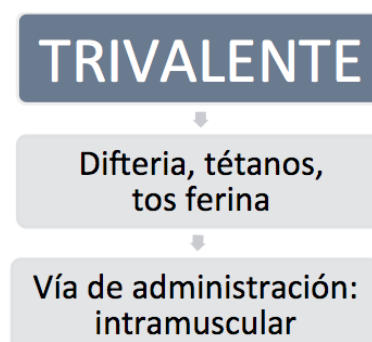 TRIVALENTE
Difteria, tétanos,
tos ferina
Vía de administración:
intramuscular